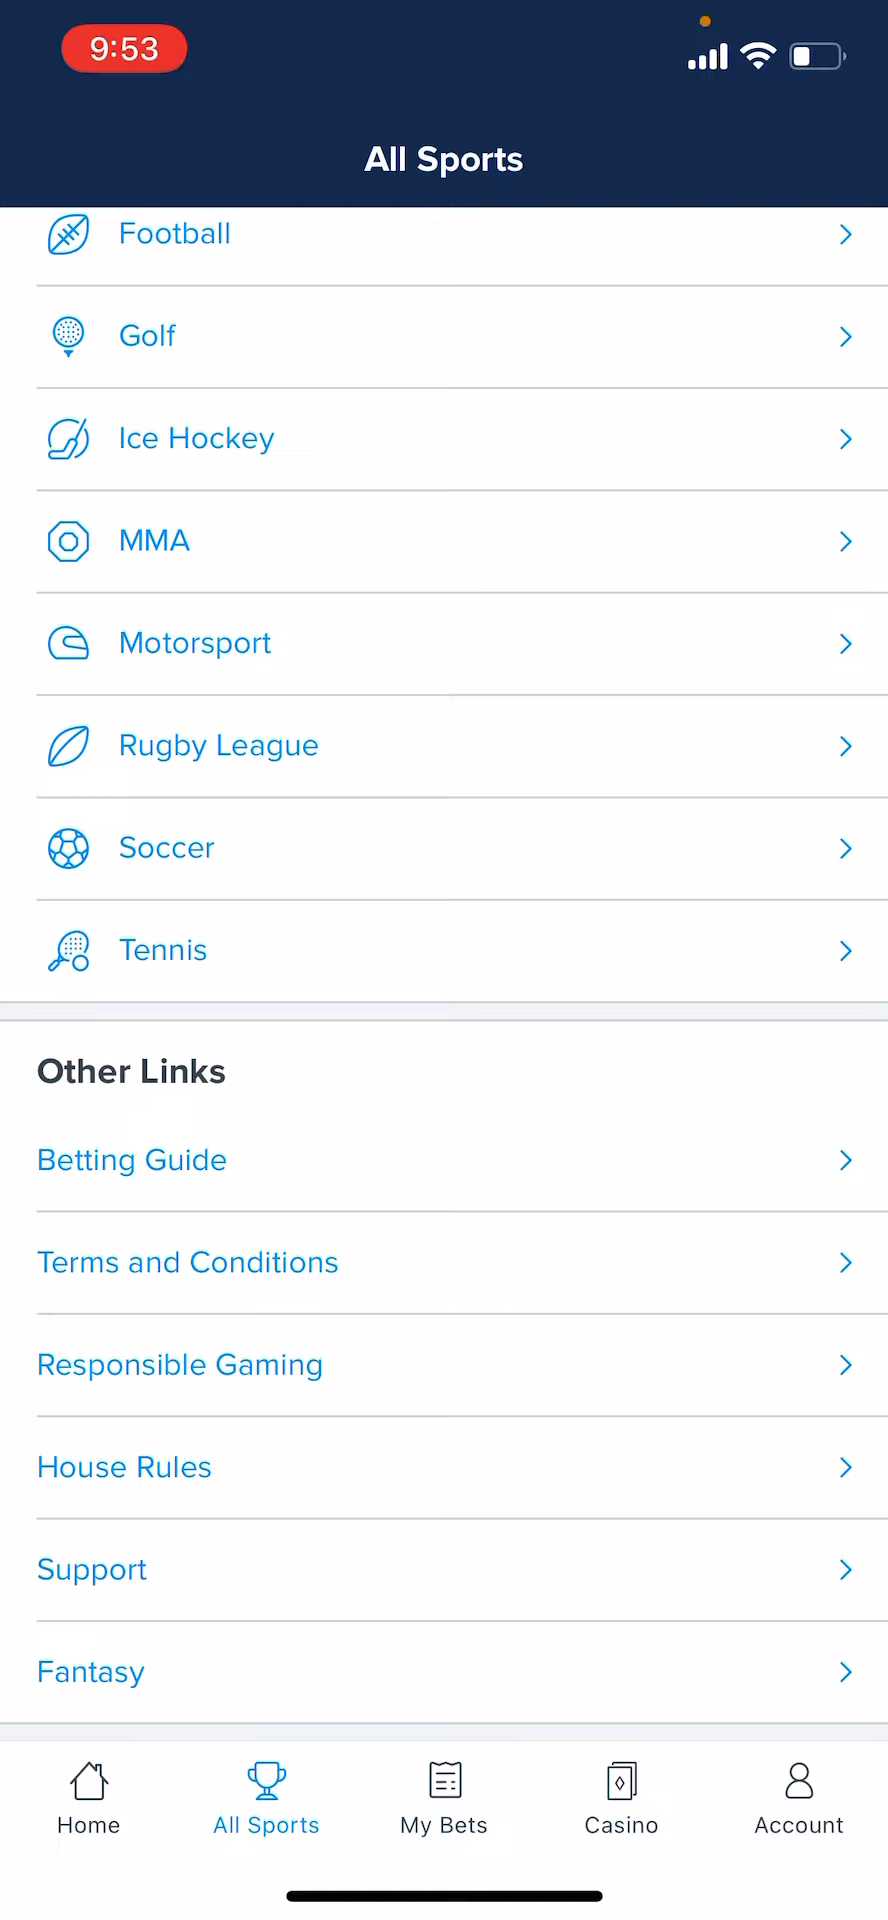 9:53
All Sports
Football
Golf
Ice Hockey
MMA
Motorsport
Rugby League
Soccer
Tennis
Other Links
Betting Guide
Terms and Conditions
Responsible Gaming
House Rules
Support
Fantasy
Home
All Sports
My Bets
Casino
Account